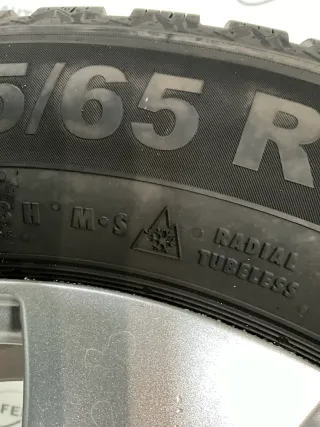 5/65 R
H M·S
RADIAL
TUBELESS